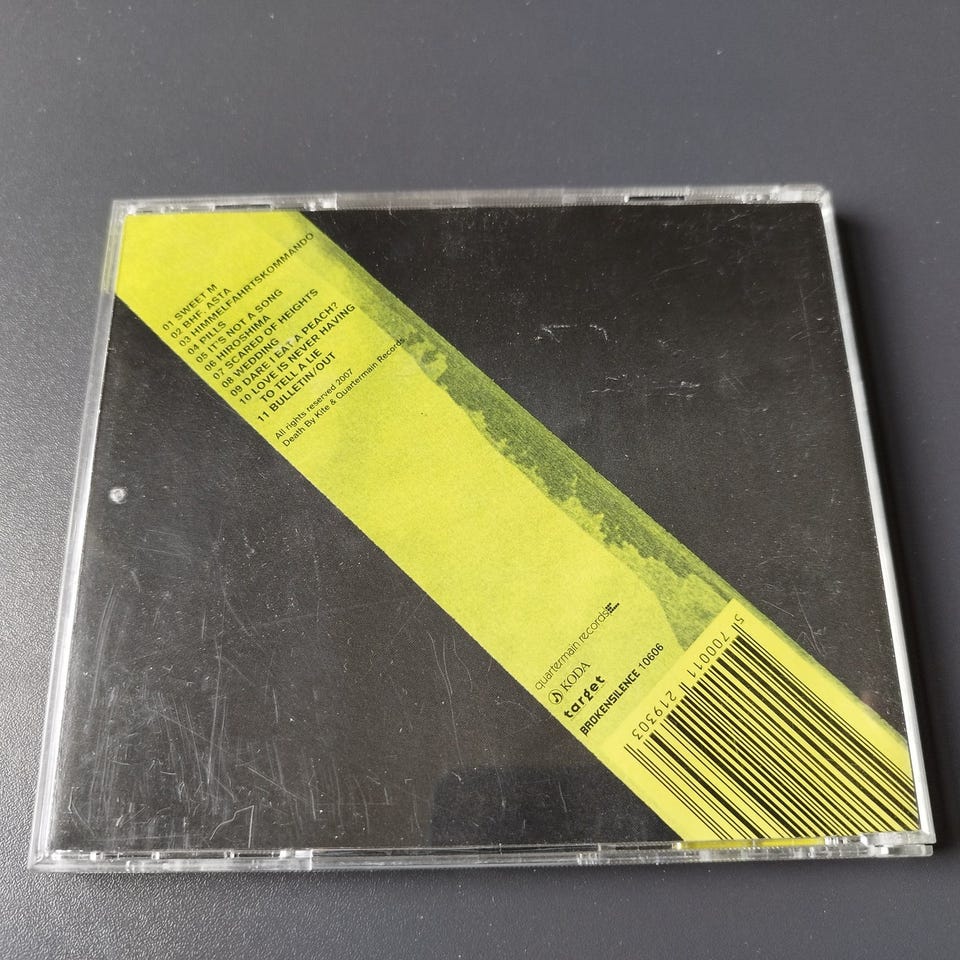 01 SWEET M
02 BHF. ASTA
03 HIMMELFAHRTSKOMMANDO
04 PILLS
05 IT'S NOT A SONG
06 HIROSHIMA
07 SCARED OF HEIGHTS
08 WEDDING
09 DARE I EAT A PEACH?
10 LOVE IS NEVER HAVING
TO TELL A LIE
11 BULLETIN/OUT
All rights reserved 2007
Death By Kite & Quartermain Records
quartermain records
KODA
target
BROKENSILENCE 10606
5 700011 219303